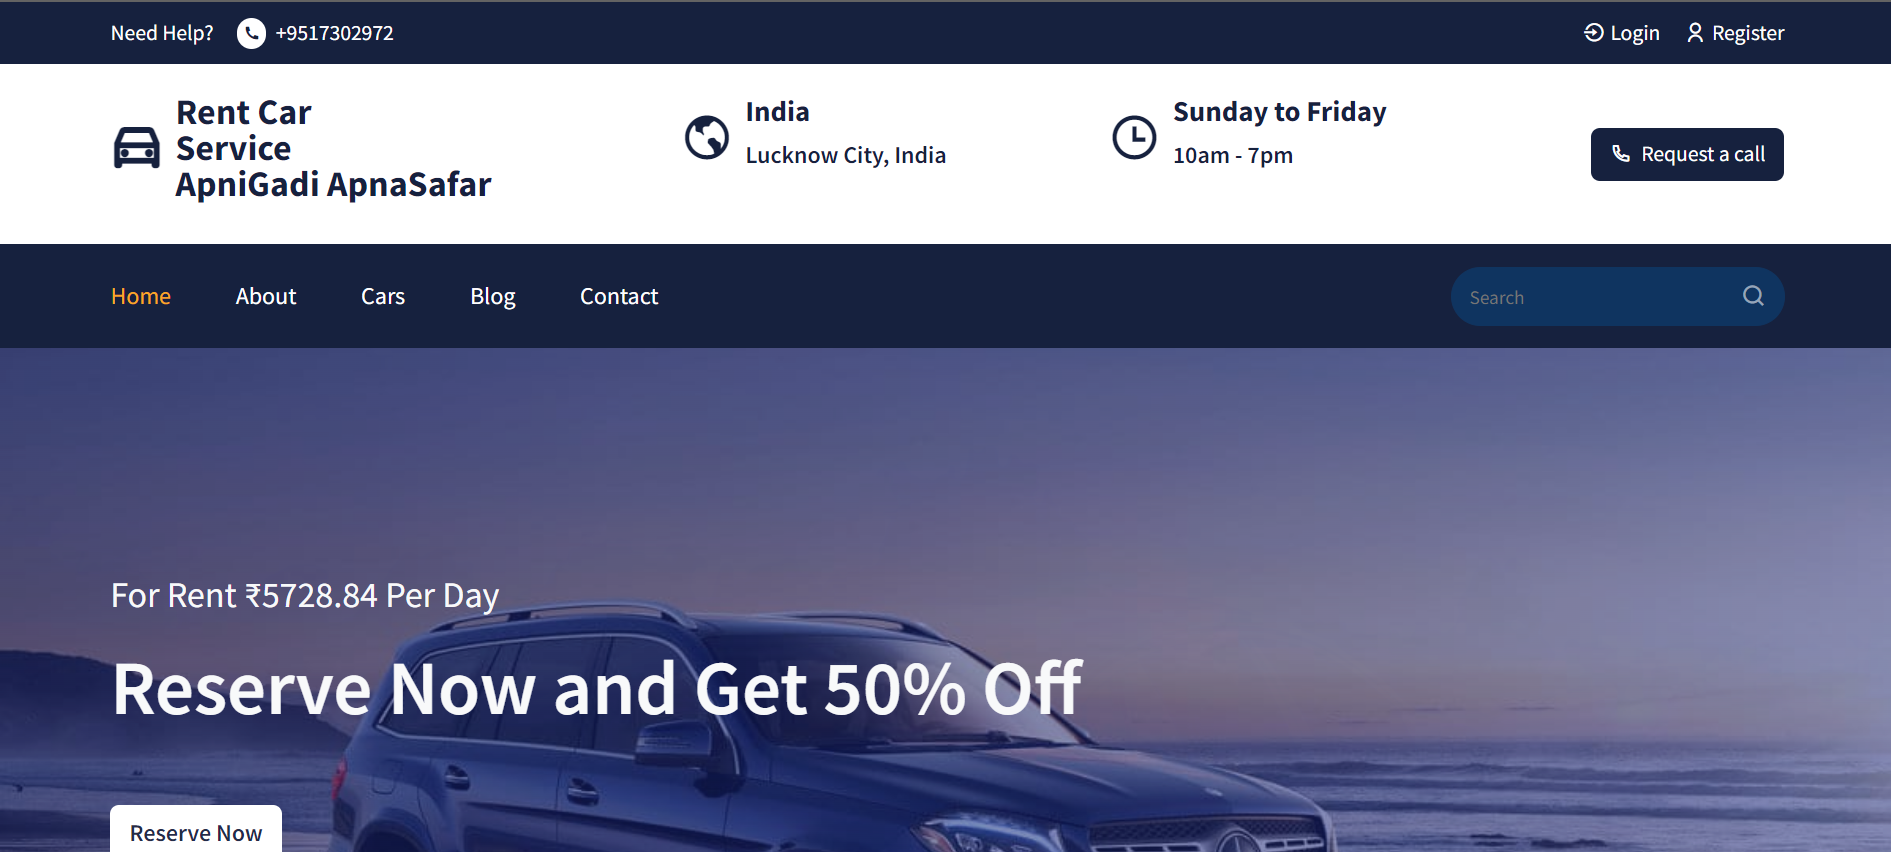 Need Help? +9517302972 Login Register
Rent Car
Service
ApniGadi ApnaSafar
India
Lucknow City, India
Sunday to Friday
10am - 7pm
Request a call
Home About Cars Blog Contact Search
For Rent ₹5728.84 Per Day
Reserve Now and Get 50% Off
Reserve Now